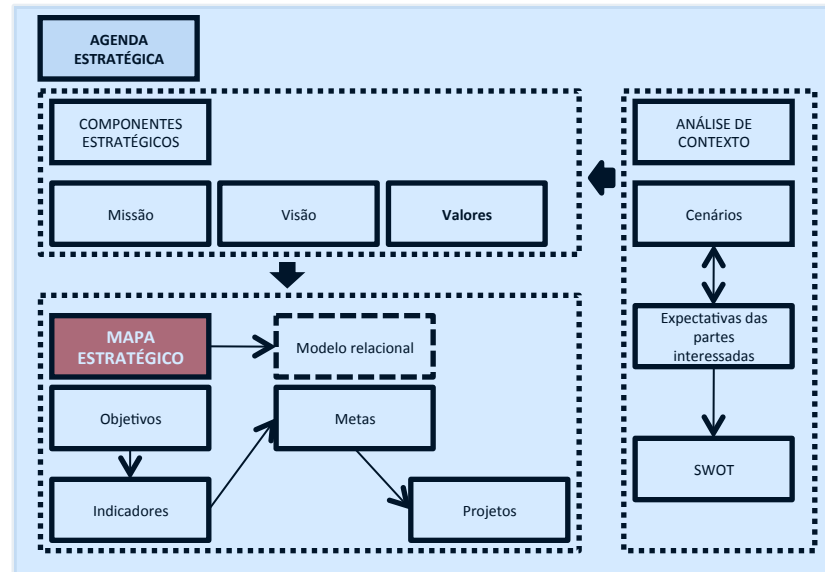 AGENDA
ESTRATÉGICA
COMPONENTES
ESTRATÉGICOS
Missão
Visão
Valores
ANÁLISE DE
CONTEXTO
Cenários
Expectativas das
partes
interessadas
SWOT
MAPA
ESTRATÉGICO
Modelo relacional
Objetivos
Metas
Indicadores
Projetos